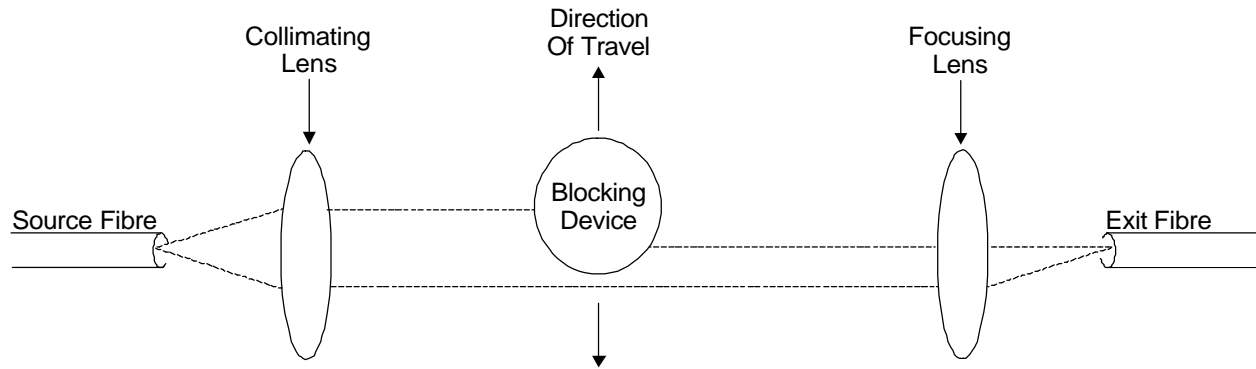 Direction
Of Travel
Collimating
Lens
Focusing
Lens
Blocking
Device
Source Fibre
Exit Fibre